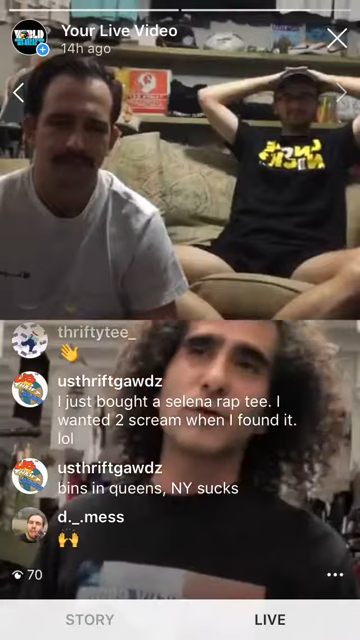 WORLD
Your Live Video
14h ago
thriftytee_
usthriftgawdz
I just bought a selena rap tee. I
wanted 2 scream when I found it.
lol
usthriftgawdz
bins in queens, NY sucks
d._.mess
70
STORY
LIVE